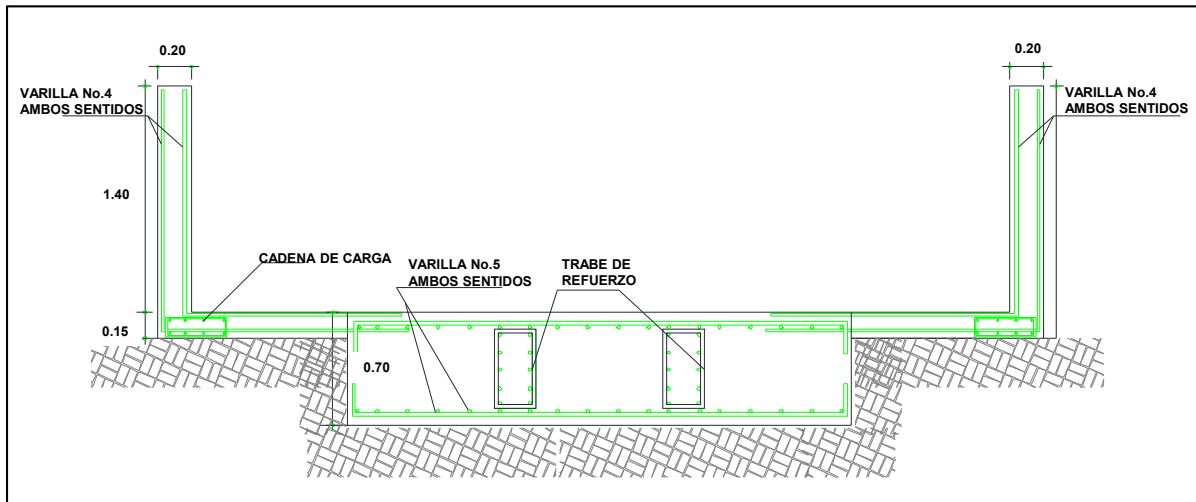 0.20
0.20
VARILLA No.4
AMBOS SENTIDOS
VARILLA No.4
AMBOS SENTIDOS
1.40
CADENA DE CARGA
VARILLA No.5
AMBOS SENTIDOS
TRABE DE
REFUERZO
0.15
0.70